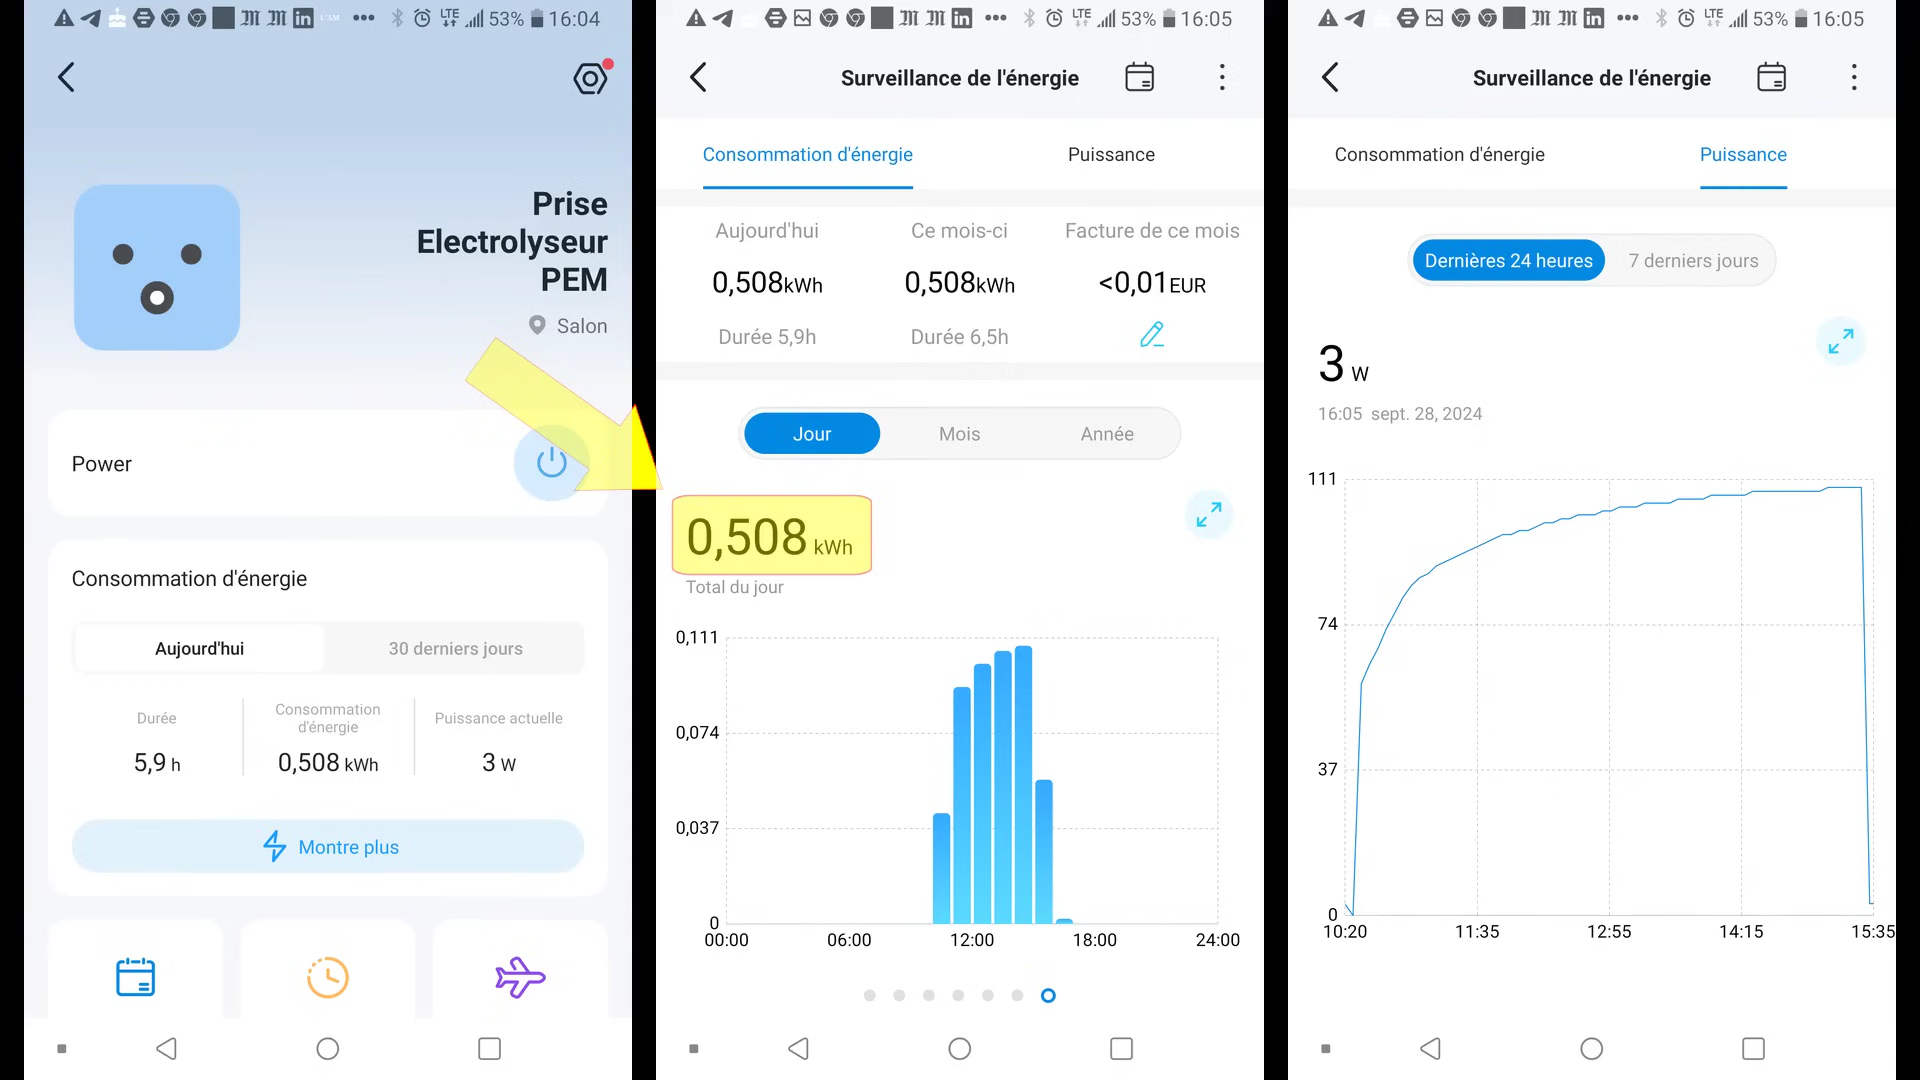 53% 16:04
Prise
Electrolyseur
PEM
Salon
Power
Consommation d'énergie
Aujourd'hui 30 derniers jours
Durée
Consommation
d'énergie
Puissance actuelle
5,9 h 0,508 kWh 3 W
Montre plus
LTE 53% 16:05
Surveillance de l'énergie
Consommation d'énergie Puissance
Aujourd'hui Ce mois-ci Facture de ce mois
0,508kWh 0,508kWh <0,01EUR
Durée 5,9h Durée 6,5h
Jour Mois Année
0,508 kWh
Total du jour
0,111
0,074
0,037
0
00:00 06:00 12:00 18:00 24:00
LTE 53% 16:05
Surveillance de l'énergie
Consommation d'énergie Puissance
Dernières 24 heures 7 derniers jours
3 W
16:05 sept. 28, 2024
111
74
37
0
10:20 11:35 12:55 14:15 15:35